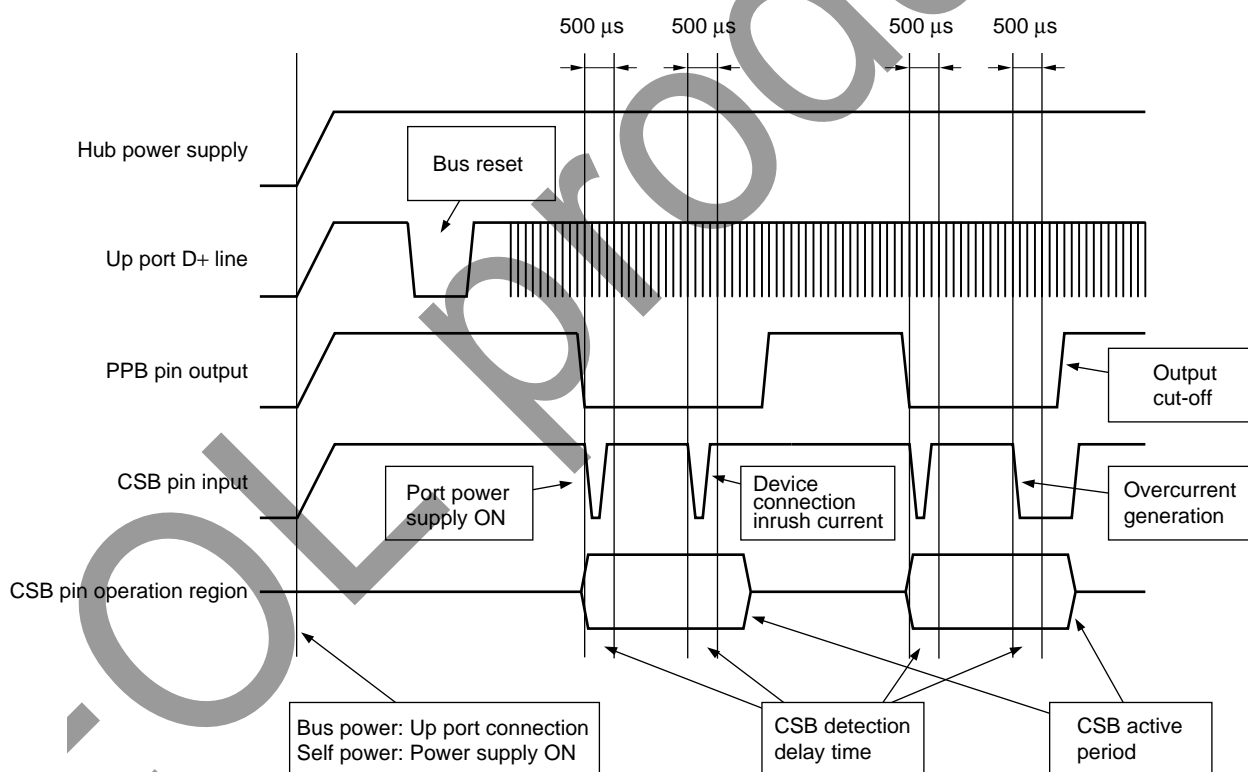 500 μs 500 μs 500 μs 500 μs
Hub power supply
Bus reset
Up port D+ line
PPB pin output
Output
cut-off
CSB pin input
Port power
supply ON
Device
connection
inrush current
Overcurrent
generation
CSB pin operation region
Bus power: Up port connection
Self power: Power supply ON
CSB detection
delay time
CSB active
period